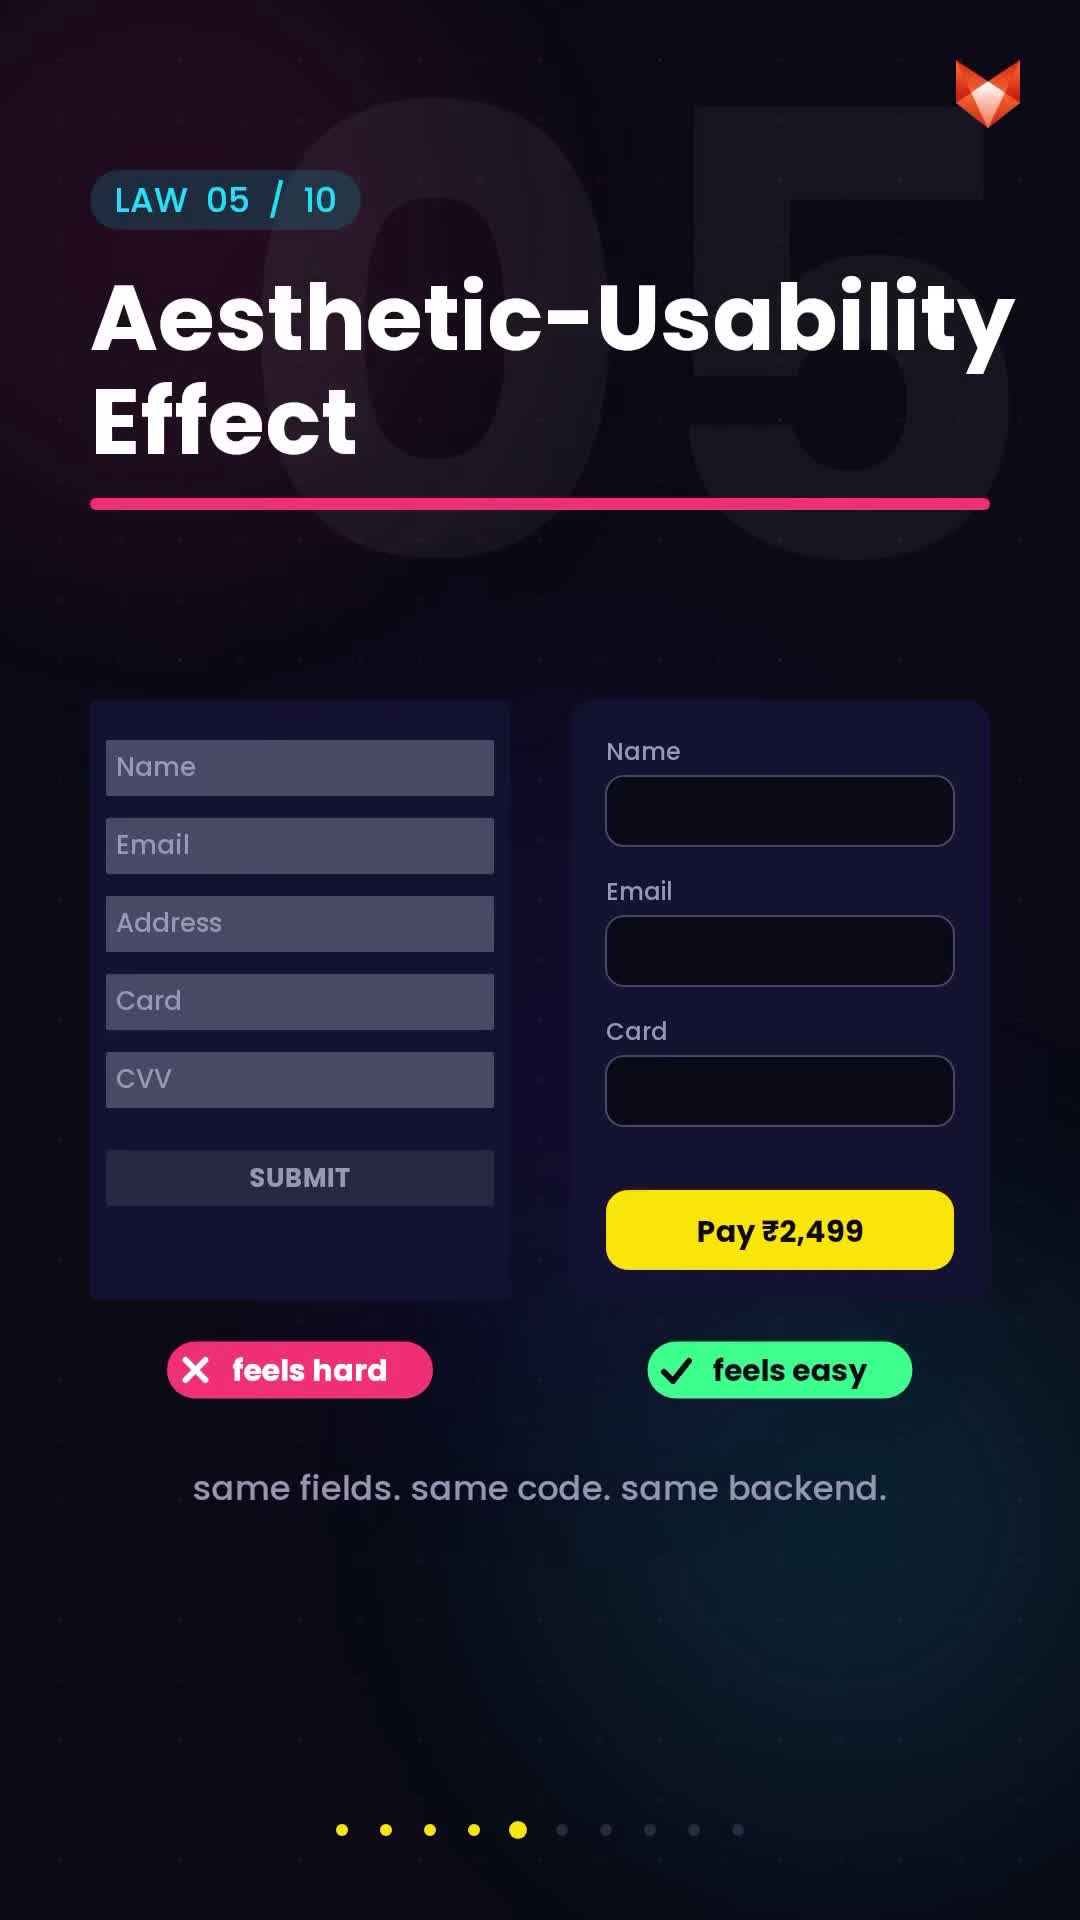 05
LAW 05 / 10
Aesthetic-Usability
Effect
Name
Email
Address
Card
CVV
SUBMIT
Name
Email
Card
Pay ₹2,499
feels hard
feels easy
same fields. same code. same backend.